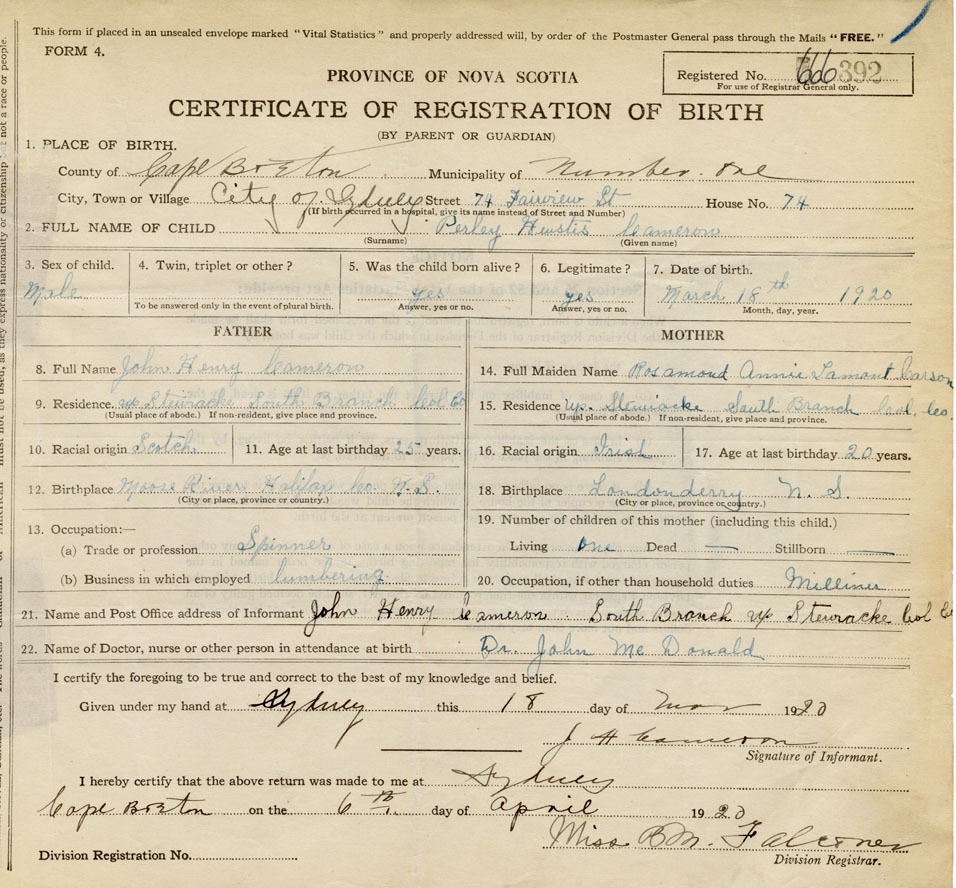 This form if placed in an unsealed envelope marked "Vital Statistics" and properly addressed will, by order of the Postmaster General pass through the Mails "FREE."
FORM 4.
Registered No. 392
For use of Registrar General only.
PROVINCE OF NOVA SCOTIA
CERTIFICATE OF REGISTRATION OF BIRTH
(BY PARENT OR GUARDIAN)
1. PLACE OF BIRTH.
County of Cape Breton Municipality of Number One
City, Town or Village City of Sydney Street 74 Fairview St House No. 74
(If birth occurred in a hospital, give its name instead of Street and Number)
2. FULL NAME OF CHILD Perley Hustis Cameron
(Surname) (Given name)
3. Sex of child. 4. Twin, triplet or other? 5. Was the child born alive? 6. Legitimate? 7. Date of birth.
Male yes yes March 18th 1920
To be answered only in the event of plural birth. Answer, yes or no. Answer, yes or no. Month, day, year.
FATHER MOTHER
8. Full Name John Henry Cameron 14. Full Maiden Name Rosamond Annie Lamont Carson
9. Residence up Stewiacke South Branch Col Co 15. Residence up. Stewiacke South Branch Col. Co.
(Usual place of abode.) If non-resident, give place and province. (Usual place of abode.) If non-resident, give place and province.
10. Racial origin Scotch 11. Age at last birthday 25 years. 16. Racial origin Irish 17. Age at last birthday 20 years.
12. Birthplace Moose River Halifax Co. N.S. 18. Birthplace Londonderry N. S.
(City or place, province or country.) (City or place, province or country.)
13. Occupation:— 19. Number of children of this mother (including this child.)
(a) Trade or profession Spinner Living One Dead — Stillborn —
(b) Business in which employed lumbering 20. Occupation, if other than household duties Milliner
21. Name and Post Office address of Informant John Henry Cameron South Branch up Stewiacke Col Co
22. Name of Doctor, nurse or other person in attendance at birth Dr. John Mc Donald
I certify the foregoing to be true and correct to the best of my knowledge and belief.
Given under my hand at Sydney this 18 day of Mar 1920
J H Cameron
Signature of Informant.
I hereby certify that the above return was made to me at Sydney
Cape Breton on the 6th day of April 1920
Miss B M. Falconer
Division Registration No. Division Registrar.